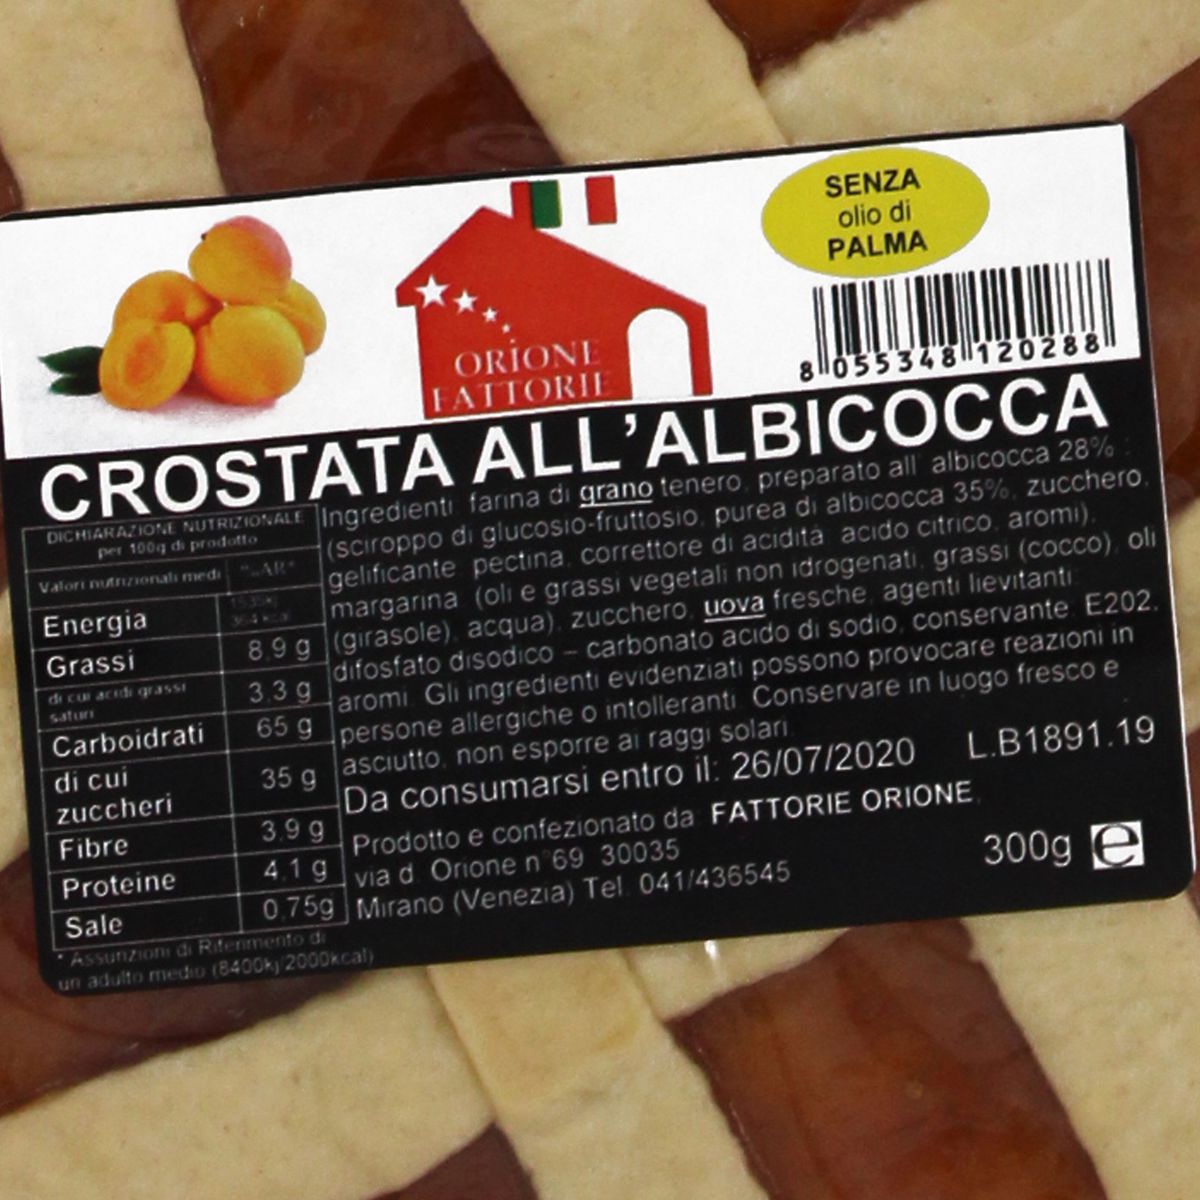 SENZA
olio di
PALMA
ORIONE
FATTORIE
8 055348 120288
CROSTATA ALL'ALBICOCCA
DICHIARAZIONE NUTRIZIONALE
per 100g di prodotto
Valori nutrizionali medi
Energia
Grassi 8,9 g
di cui acidi grassi
saturi 3,3 g
Carboidrati 65 g
di cui
zuccheri 35 g
Fibre 3,9 g
Proteine 4,1 g
Sale 0,75g
* Assunzioni di Riferimento di
un adulto medio (8400kj/2000kcal)
Ingredienti: farina di grano tenero, preparato all' albicocca 28% :
(sciroppo di glucosio-fruttosio, purea di albicocca 35%, zucchero,
gelificante: pectina, correttore di acidità: acido citrico, aromi),
margarina (oli e grassi vegetali non idrogenati, grassi (cocco), oli
(girasole), acqua), zucchero, uova fresche, agenti lievitanti:
difosfato disodico – carbonato acido di sodio, conservante: E202,
aromi. Gli ingredienti evidenziati possono provocare reazioni in
persone allergiche o intolleranti. Conservare in luogo fresco e
asciutto, non esporre ai raggi solari.
Da consumarsi entro il: 26/07/2020 L.B1891.19
Prodotto e confezionato da: FATTORIE ORIONE,
via d. Orione n°69 30035
Mirano (Venezia) Tel. 041/436545
300g e